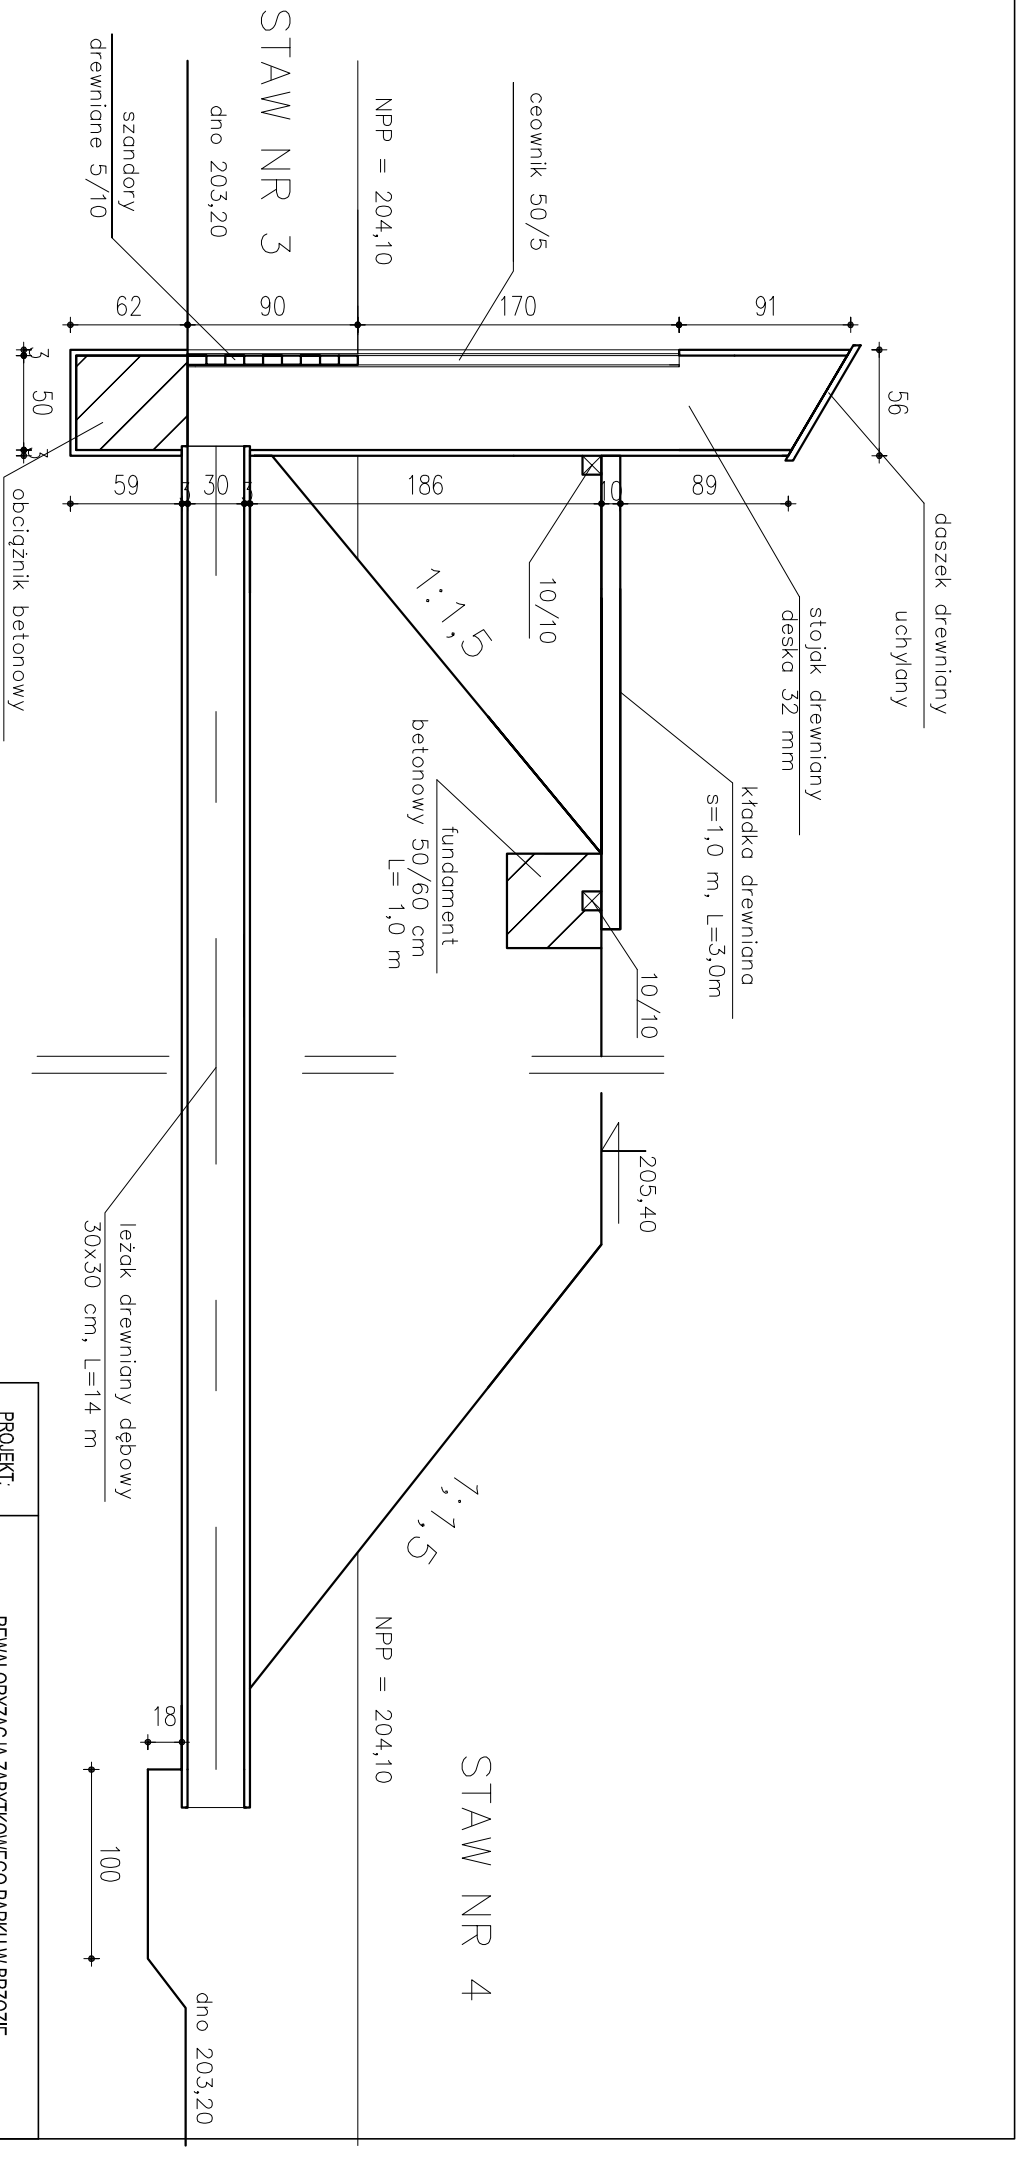 STAW NR 3
NPP = 204,10
dno 203,20
szandory
drewniane 5/10
ceownik 50/5
62
90
170
91
56
3
50
3
59
3
30
3
186
10
89
daszek drewniany
uchylany
stojak drewniany
deska 32 mm
kładka drewniana
s=1,0 m, L=3,0m
10/10
1:1,5
fundament
betonowy 50/60 cm
L= 1,0 m
10/10
obciążnik betonowy
205,40
leżak drewniany dębowy
30x30 cm, L=14 m
1:1,5
NPP = 204,10
STAW NR 4
18
100
dno 203,20
PROJEKT:
REWALORYZACJA ZABYTKOWEGO PARKU W BRZOZIE